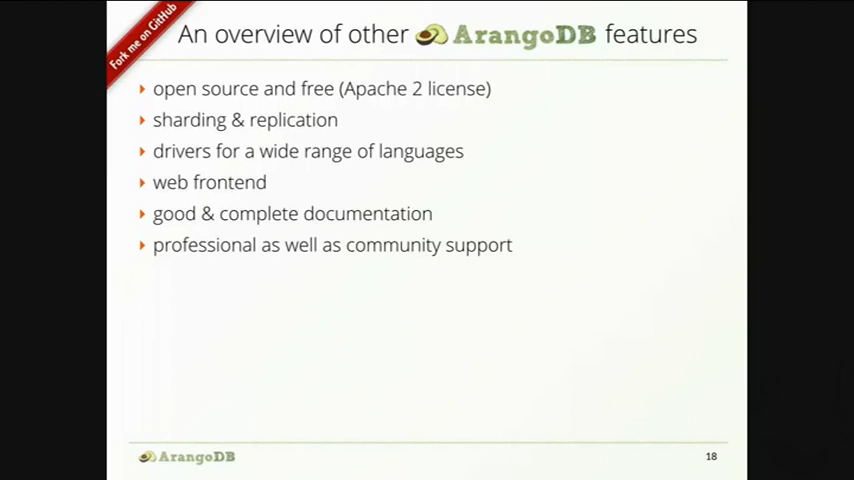 Fork me on GitHub
An overview of other ArangoDB features
open source and free (Apache 2 license)
sharding & replication
drivers for a wide range of languages
web frontend
good & complete documentation
professional as well as community support
ArangoDB
18